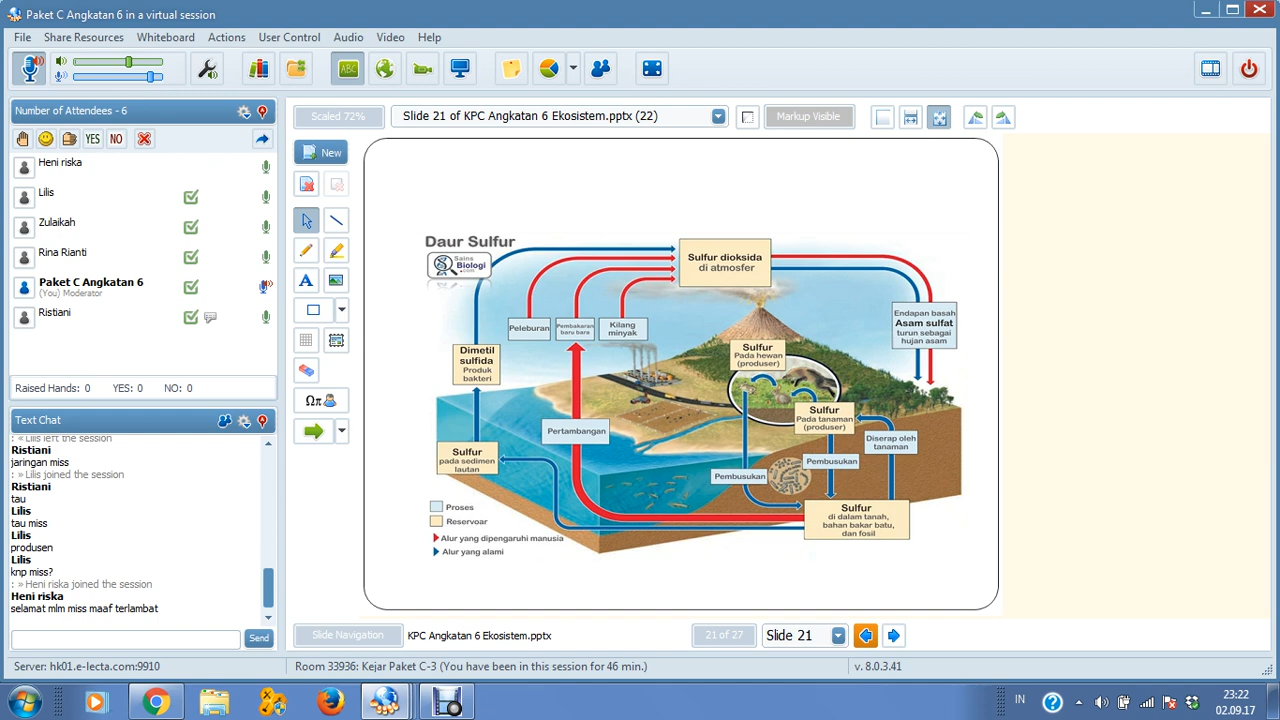 Paket C Angkatan 6 in a virtual session
File Share Resources Whiteboard Actions User Control Audio Video Help
ABC
Number of Attendees - 6
YES NO
Heni riska
Lilis
Zulaikah
Rina Rianti
Paket C Angkatan 6
(You) Moderator
Ristiani
Raised Hands: 0 YES: 0 NO: 0
Text Chat
: » Lilis left the session
Ristiani
jaringan miss
: » Lilis joined the session
Ristiani
tau
Lilis
tau miss
Lilis
produsen
Lilis
knp miss?
: » Heni riska joined the session
Heni riska
selamat mlm miss maaf terlambat
Send
Scaled 72%
Slide 21 of KPC Angkatan 6 Ekosistem.pptx (22)
Markup Visible
New
A
Ωπ
Daur Sulfur
Sains
Biologi
.com
Sulfur dioksida
di atmosfer
Peleburan
Pembakaran
baru bara
Kilang
minyak
Endapan basah
Asam sulfat
turun sebagai
hujan asam
Dimetil
sulfida
Produk
bakteri
Sulfur
Pada hewan
(produser)
Sulfur
Pada tanaman
(produser)
Pertambangan
Diserap oleh
tanaman
Sulfur
pada sedimen
lautan
Pembusukan
Pembusukan
Sulfur
di dalam tanah,
bahan bakar batu,
dan fosil
Proses
Reservoar
Alur yang dipengaruhi manusia
Alur yang alami
Slide Navigation
KPC Angkatan 6 Ekosistem.pptx
21 of 27
Slide 21
Server: hk01.e-lecta.com:9910
Room 33936: Kejar Paket C-3 (You have been in this session for 46 min.)
v. 8.0.3.41
IN
23:22
02.09.17